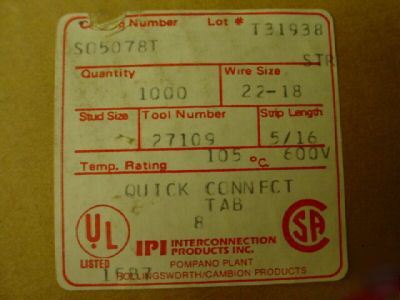 Number Lot # T31938
SO5078T STR
Quantity Wire Size
1000 22-18
Stud Size Tool Number Strip Length
27109 5/16
Temp. Rating 105 °C. 600V
QUICK CONNECT
TAB
8
UL
LISTED
SA
IPI INTERCONNECTION
PRODUCTS INC.
POMPANO PLANT
HOLLINGSWORTH/CAMBION PRODUCTS